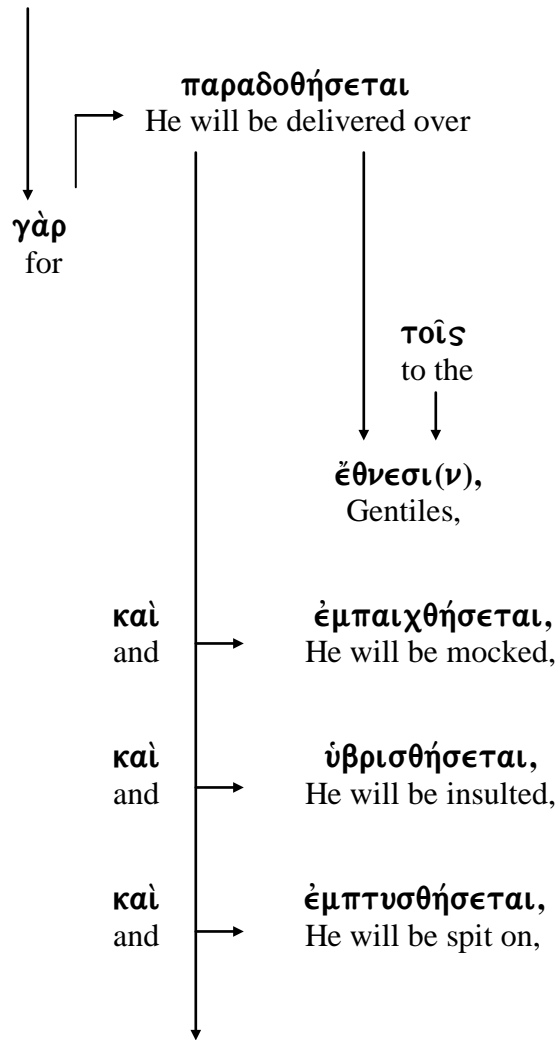 παραδοθήσεται
He will be delivered over
γὰρ
for
τοῖς
to the
ἔθνεσι(ν),
Gentiles,
καὶ ἐμπαιχθήσεται,
and He will be mocked,
καὶ ὑβρισθήσεται,
and He will be insulted,
καὶ ἐμπτυσθήσεται,
and He will be spit on,